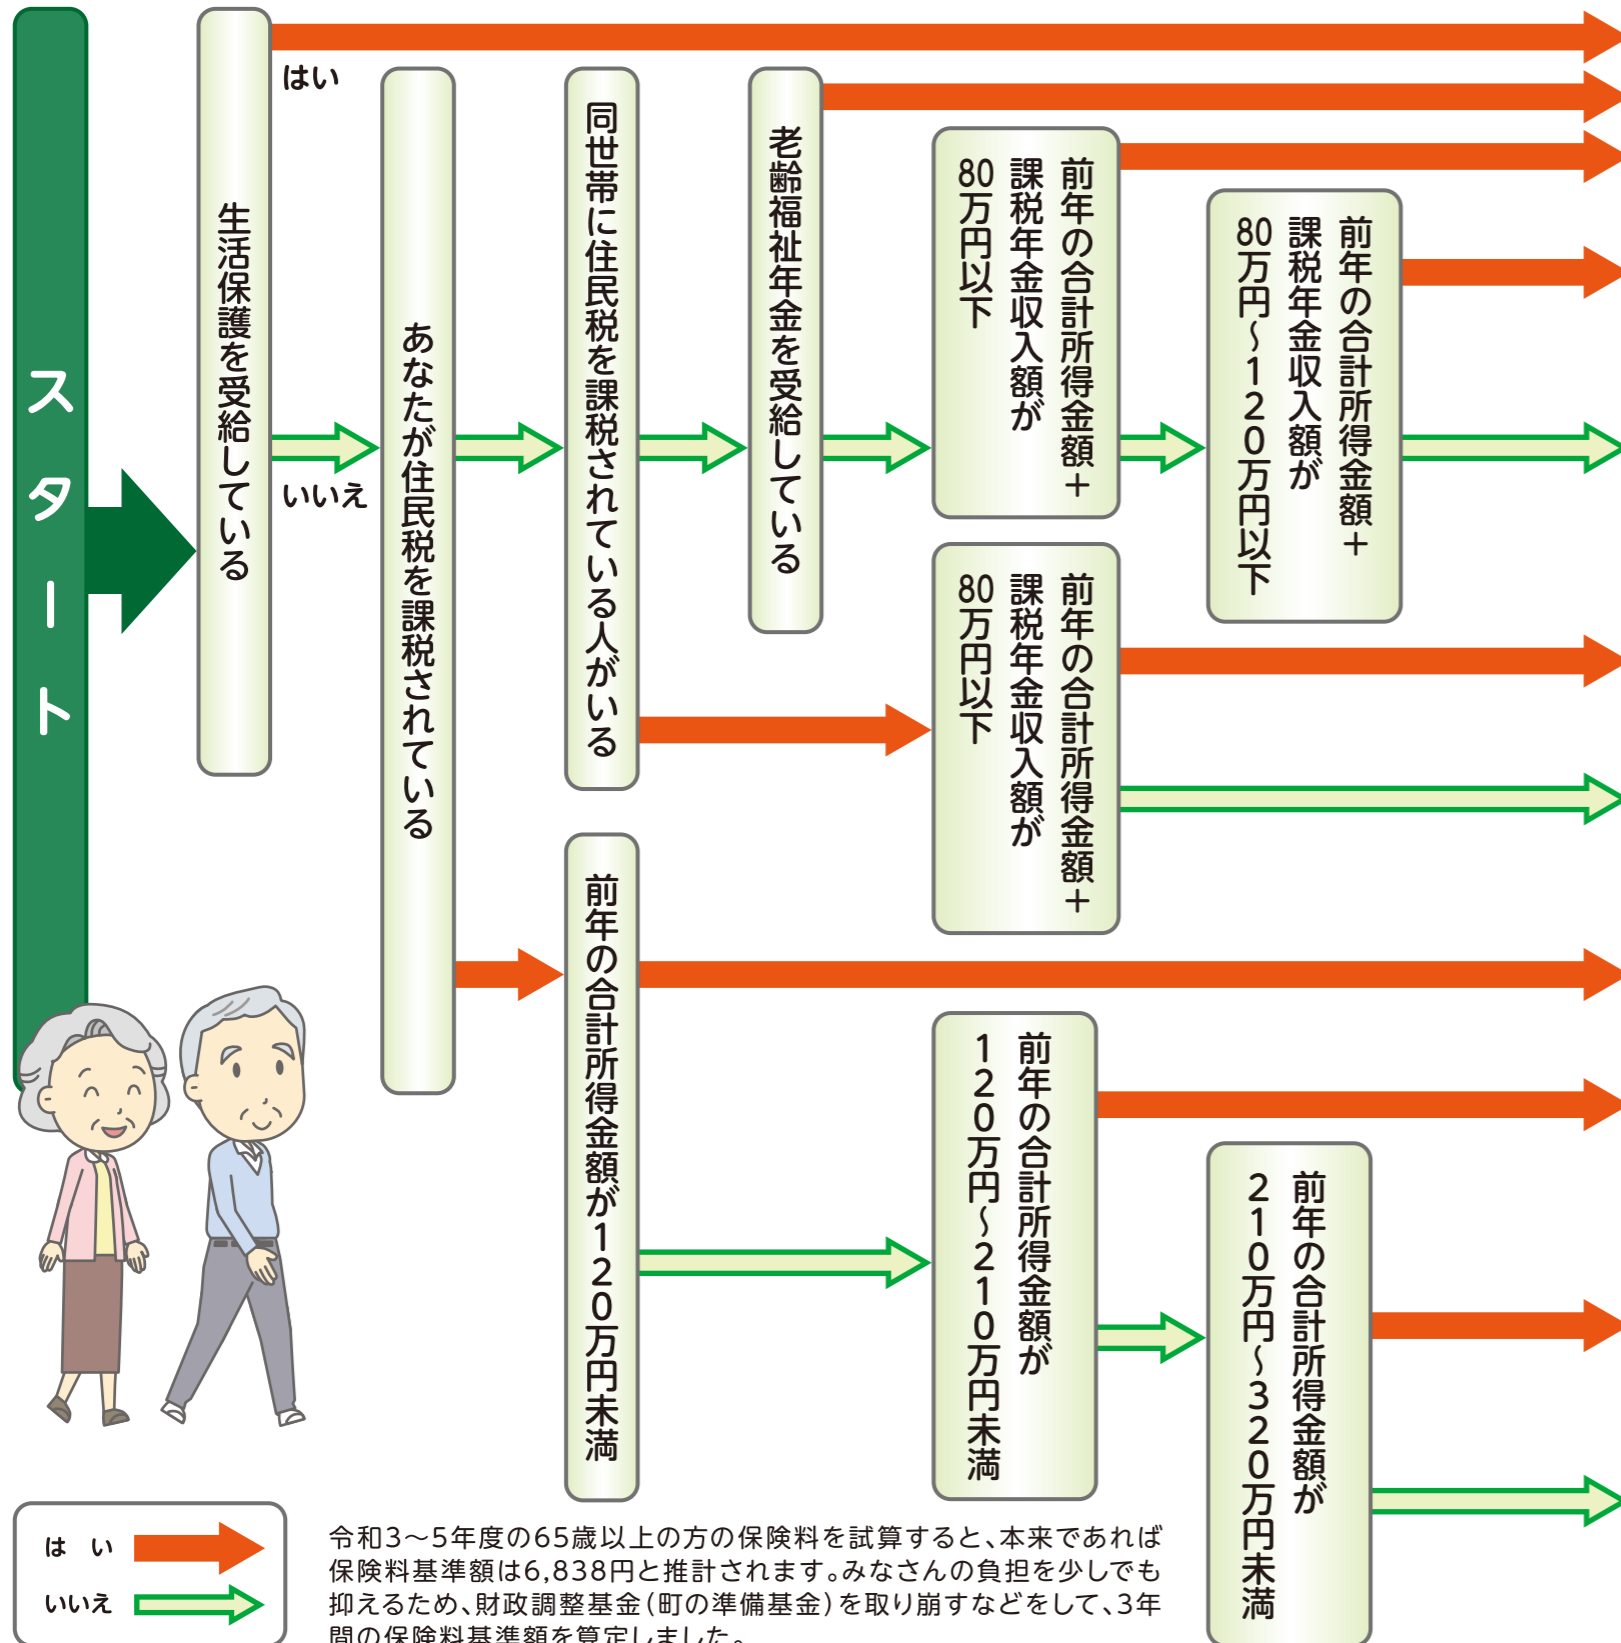 スタート
生活保護を受給している
はい
いいえ
あなたが住民税を課税されている
同世帯に住民税を課税されている人がいる
老齢福祉年金を受給している
前年の合計所得金額＋
課税年金収入額が
80万円以下
前年の合計所得金額＋
課税年金収入額が
80万円～120万円以下
前年の合計所得金額＋
課税年金収入額が
80万円以下
前年の合計所得金額が120万円未満
前年の合計所得金額が
120万円～210万円未満
前年の合計所得金額が
210万円～320万円未満
はい
いいえ
令和3～5年度の65歳以上の方の保険料を試算すると、本来であれば
保険料基準額は6,838円と推計されます。みなさんの負担を少しでも
抑えるため、財政調整基金（町の準備基金）を取り崩すなどをして、3年
間の保険料基準額を算定しました。